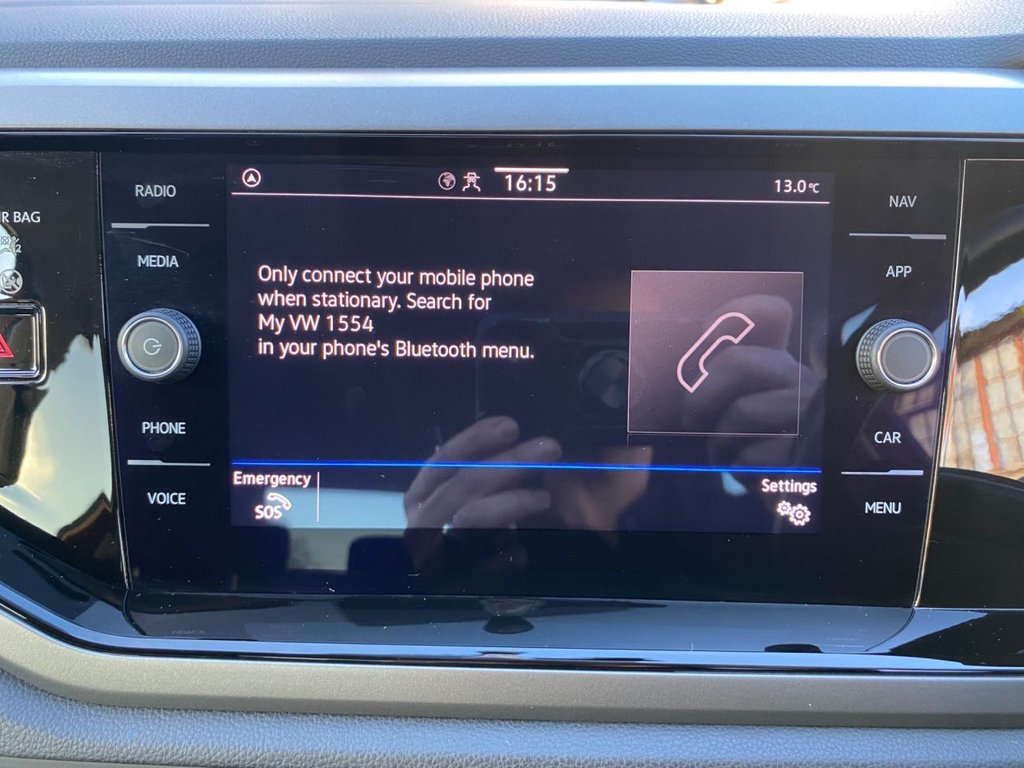 RADIO
MEDIA
PHONE
VOICE
R BAG
16:15
13.0°C
Only connect your mobile phone
when stationary. Search for
My VW 1554
in your phone's Bluetooth menu.
Emergency
SOS
Settings
NAV
APP
CAR
MENU